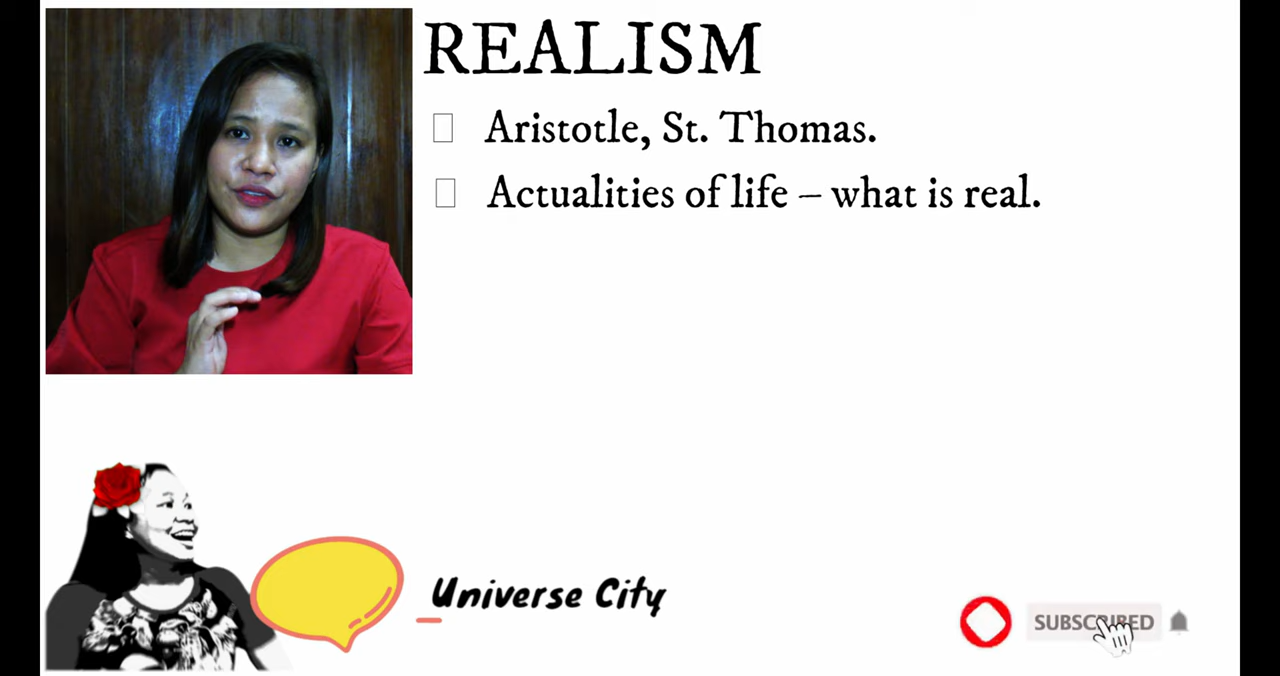 REALISM
Aristotle, St. Thomas.
Actualities of life – what is real.
Universe City
SUBSCRIBED